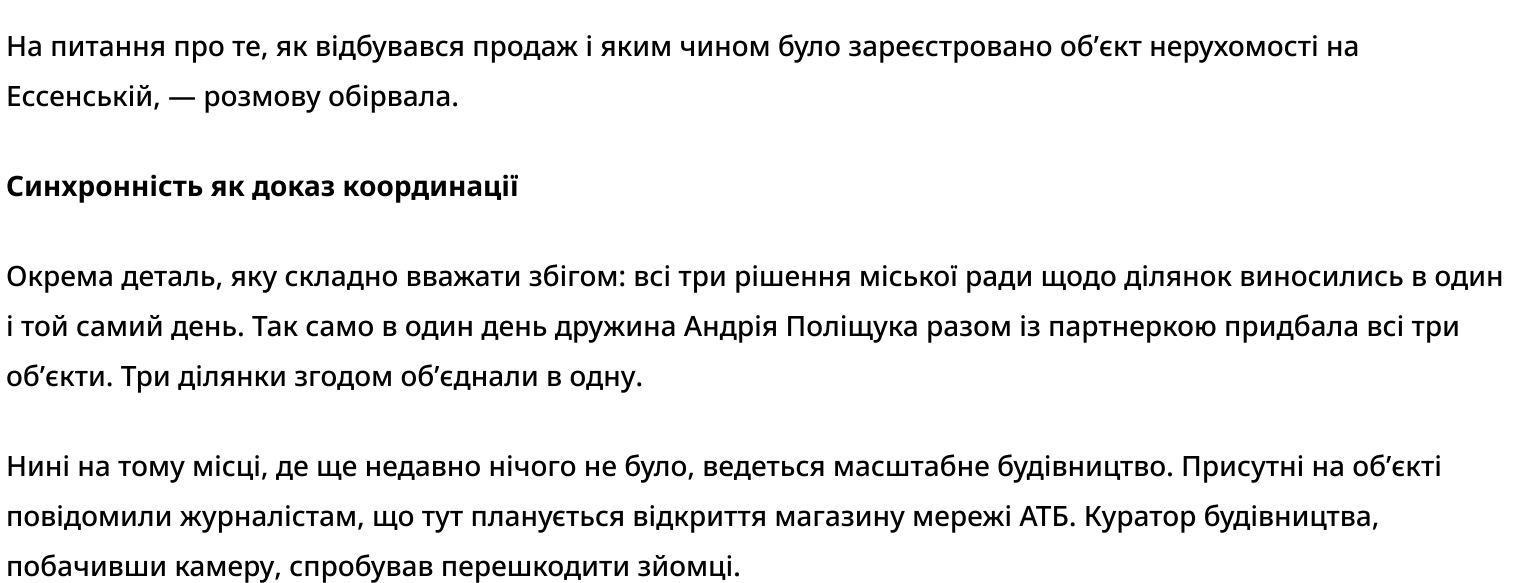 На питання про те, як відбувався продаж і яким чином було зареєстровано об’єкт нерухомості на
Ессенській, — розмову обірвала.
Синхронність як доказ координації
Окрема деталь, яку складно вважати збігом: всі три рішення міської ради щодо ділянок виносились в один
і той самий день. Так само в один день дружина Андрія Поліщука разом із партнеркою придбала всі три
об’єкти. Три ділянки згодом об’єднали в одну.
Нині на тому місці, де ще недавно нічого не було, ведеться масштабне будівництво. Присутні на об’єкті
повідомили журналістам, що тут планується відкриття магазину мережі АТБ. Куратор будівництва,
побачивши камеру, спробував перешкодити зйомці.